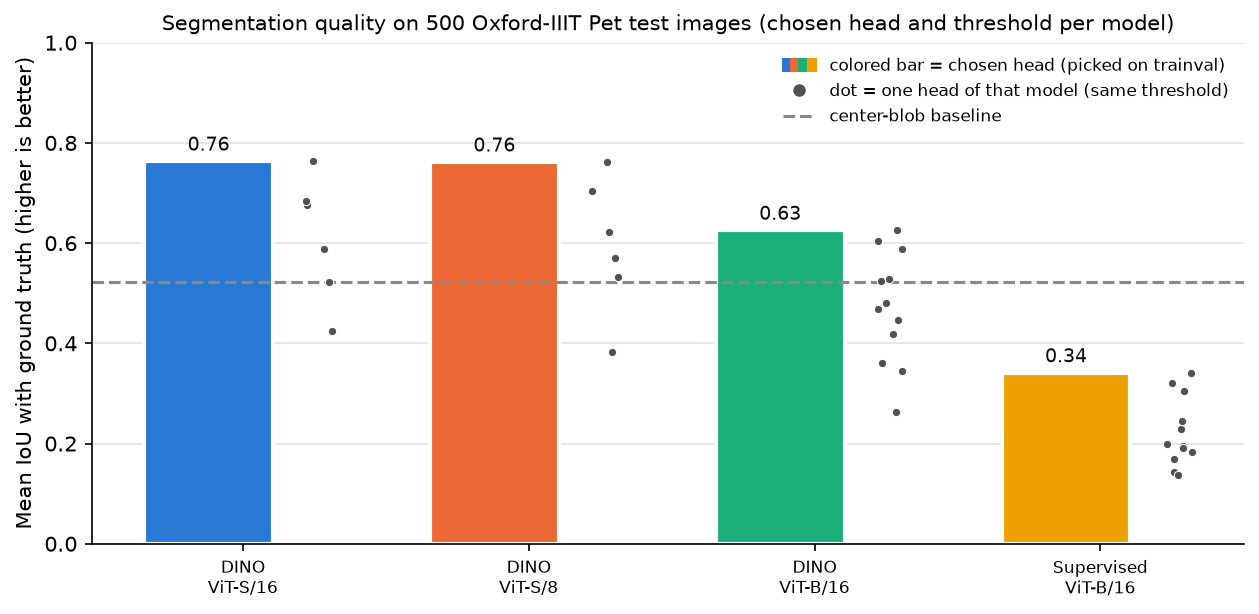 Segmentation quality on 500 Oxford-IIIT Pet test images (chosen head and threshold per model)
Mean IoU with ground truth (higher is better)
1.0
0.8
0.6
0.4
0.2
0.0
colored bar = chosen head (picked on trainval)
dot = one head of that model (same threshold)
center-blob baseline
0.76
0.76
0.63
0.34
DINO
ViT-S/16
DINO
ViT-S/8
DINO
ViT-B/16
Supervised
ViT-B/16